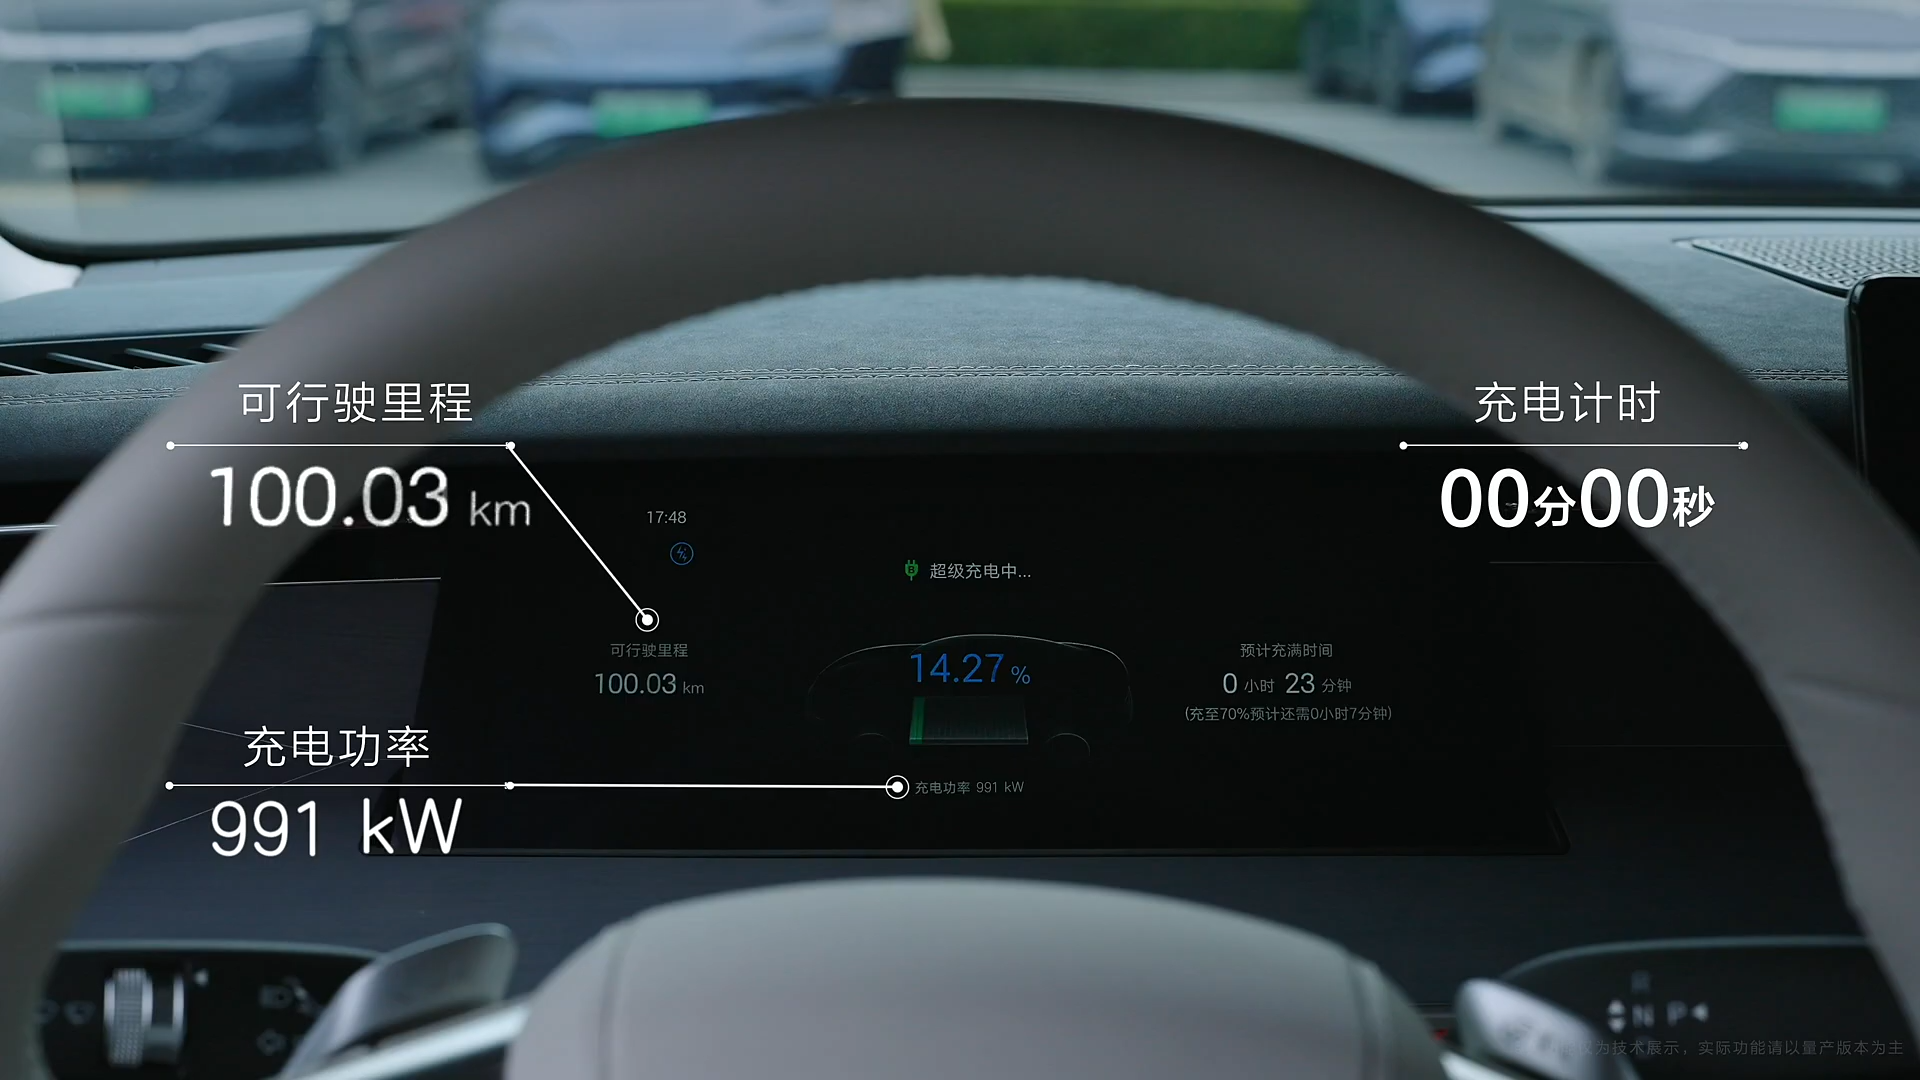 可行驶里程
100.03 km
充电计时
00分00秒
17:48
超级充电中...
可行驶里程
100.03 km
14.27 %
预计充满时间
0 小时 23 分钟
(充至70%预计还需0小时7分钟)
充电功率
991 kW
充电功率 991 kW
R
N P
仅为技术展示，实际功能请以量产版本为主